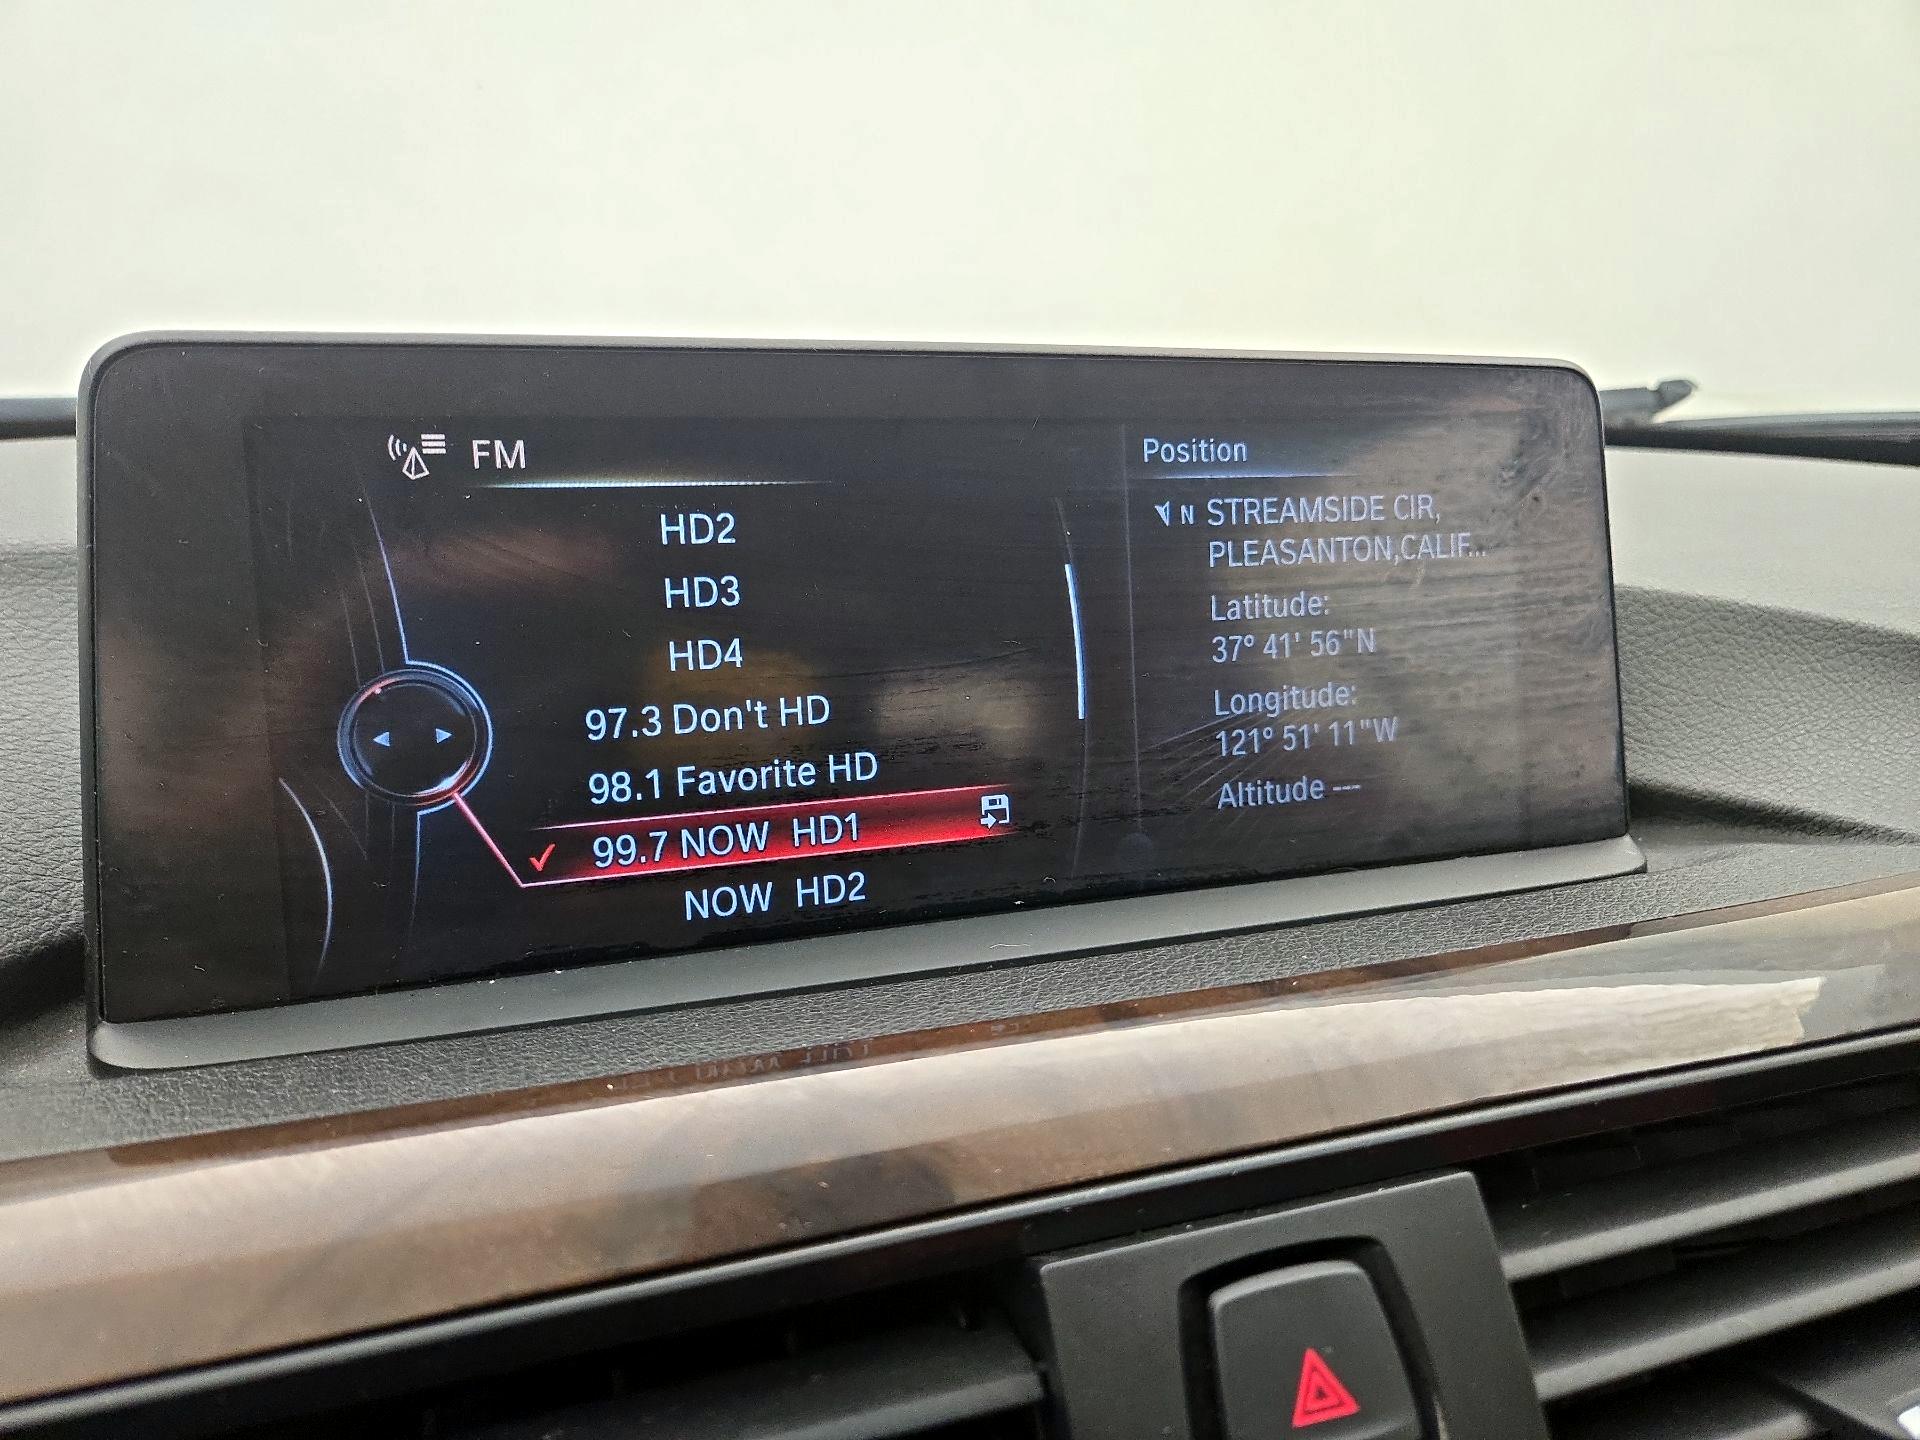 FM
HD2
HD3
HD4
97.3 Don't HD
98.1 Favorite HD
99.7 NOW HD1
NOW HD2
Position
N STREAMSIDE CIR,
PLEASANTON,CALIF...
Latitude:
37° 41' 56"N
Longitude:
121° 51' 11"W
Altitude ---